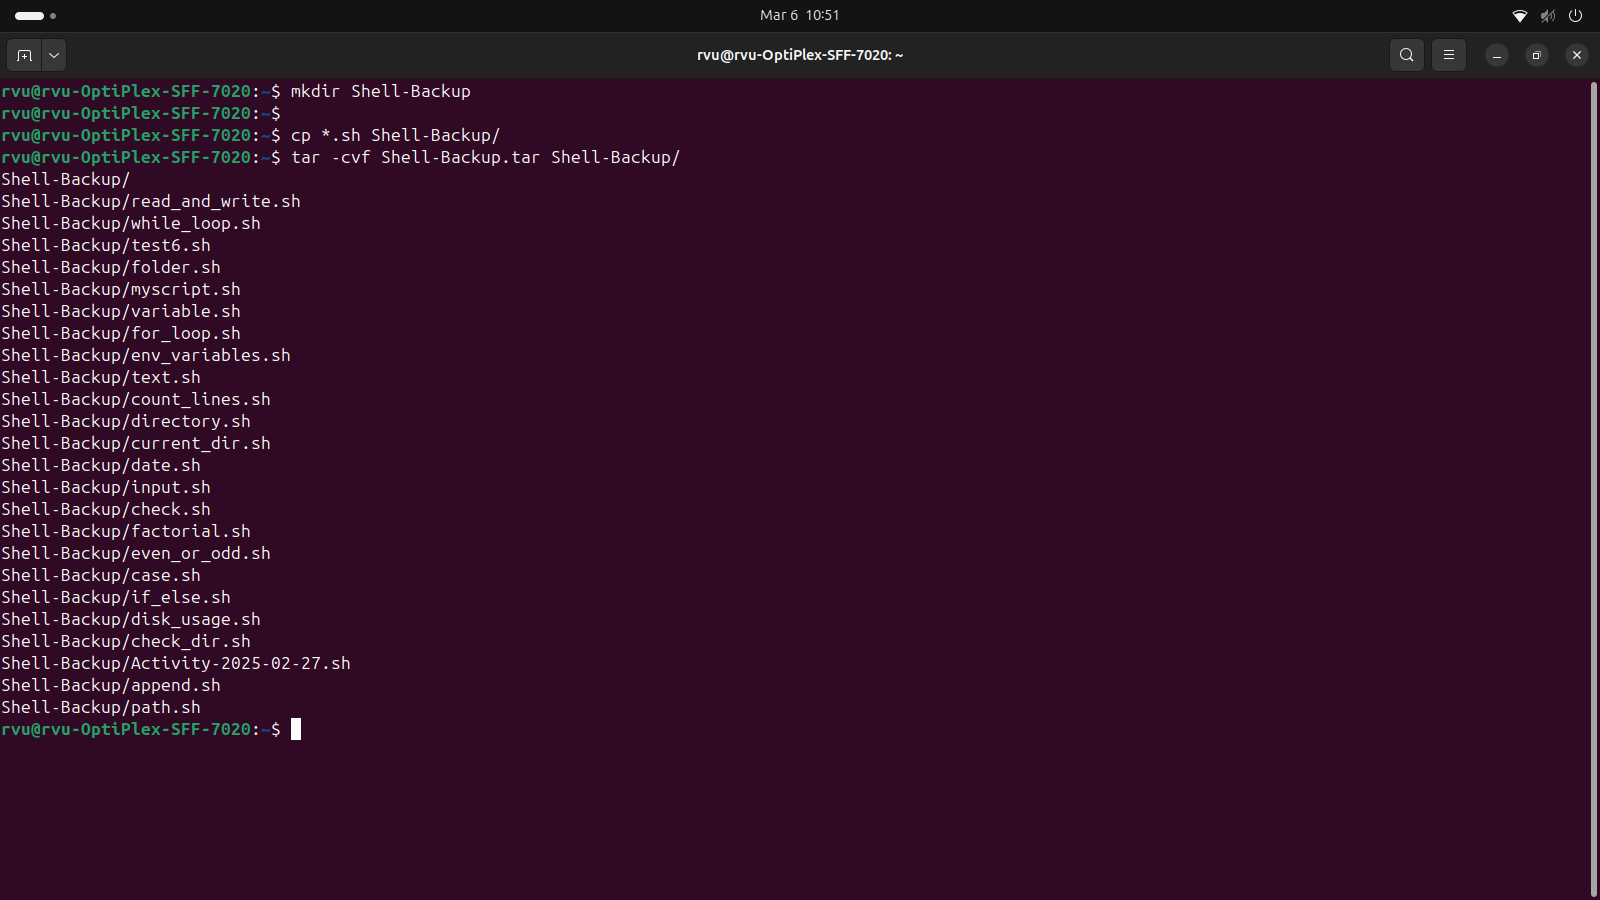 Mar 6 10:51
rvu@rvu-OptiPlex-SFF-7020: ~
rvu@rvu-OptiPlex-SFF-7020:~$ mkdir Shell-Backup
rvu@rvu-OptiPlex-SFF-7020:~$
rvu@rvu-OptiPlex-SFF-7020:~$ cp *.sh Shell-Backup/
rvu@rvu-OptiPlex-SFF-7020:~$ tar -cvf Shell-Backup.tar Shell-Backup/
Shell-Backup/
Shell-Backup/read_and_write.sh
Shell-Backup/while_loop.sh
Shell-Backup/test6.sh
Shell-Backup/folder.sh
Shell-Backup/myscript.sh
Shell-Backup/variable.sh
Shell-Backup/for_loop.sh
Shell-Backup/env_variables.sh
Shell-Backup/text.sh
Shell-Backup/count_lines.sh
Shell-Backup/directory.sh
Shell-Backup/current_dir.sh
Shell-Backup/date.sh
Shell-Backup/input.sh
Shell-Backup/check.sh
Shell-Backup/factorial.sh
Shell-Backup/even_or_odd.sh
Shell-Backup/case.sh
Shell-Backup/if_else.sh
Shell-Backup/disk_usage.sh
Shell-Backup/check_dir.sh
Shell-Backup/Activity-2025-02-27.sh
Shell-Backup/append.sh
Shell-Backup/path.sh
rvu@rvu-OptiPlex-SFF-7020:~$